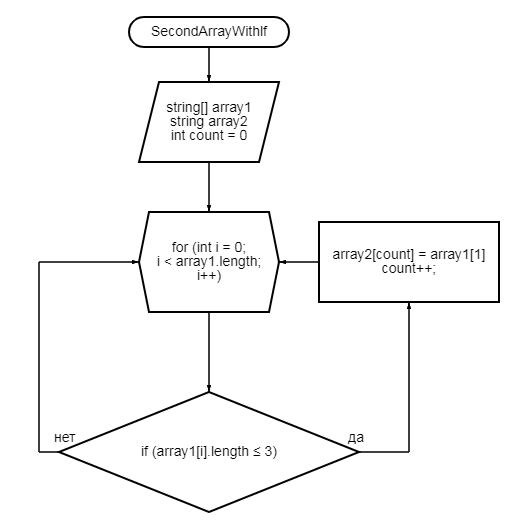 SecondArrayWithIf
string[] array1
string array2
int count = 0
for (int i = 0;
i < array1.length;
i++)
array2[count] = array1[1]
count++;
нет
да
if (array1[i].length ≤ 3)